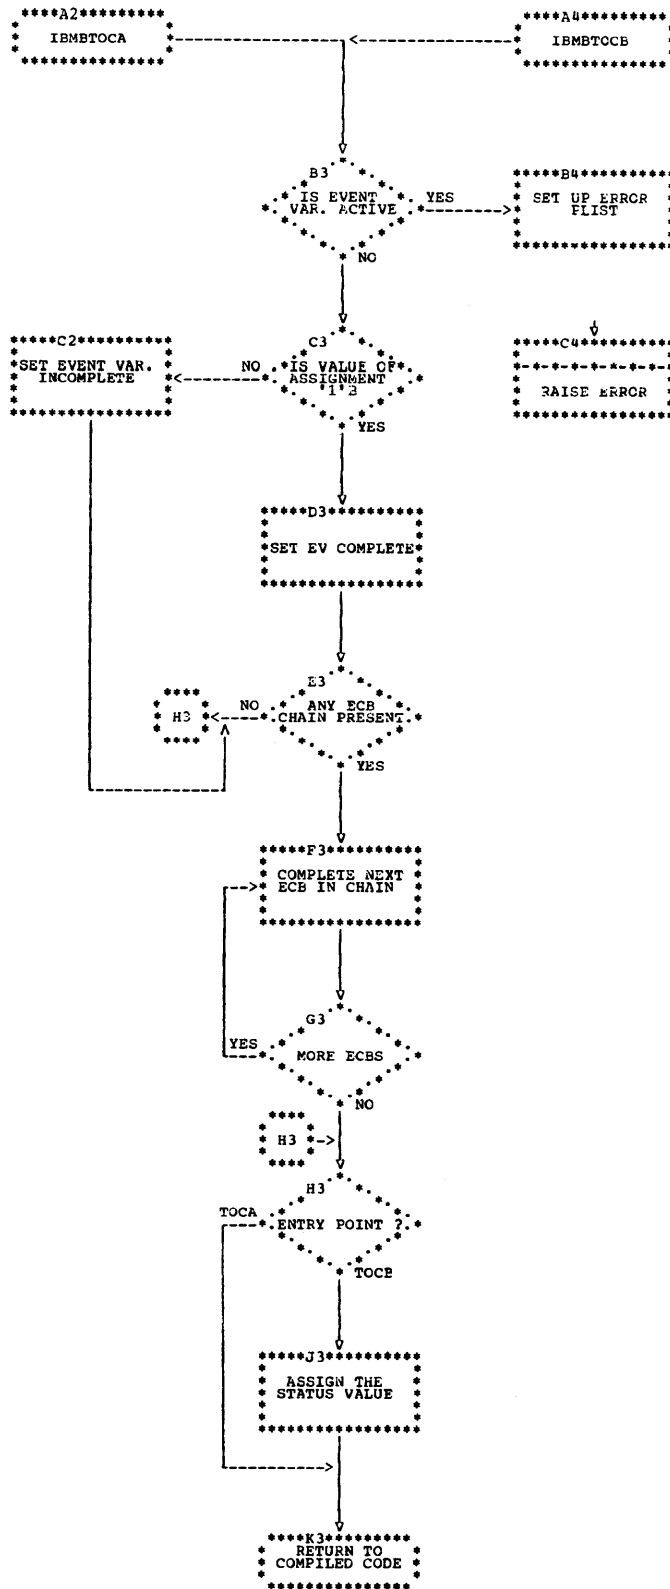 A2
IBMBTOCA
A4
IBMBTOCB
B3
IS EVENT
VAR. ACTIVE
YES
NO
B4
SET UP ERROR
PLIST
C2
SET EVENT VAR.
INCOMPLETE
NO
C3
IS VALUE OF
ASSIGNMENT
'1'B
YES
C4
RAISE ERROR
D3
SET EV COMPLETE
E3
ANY ECB
CHAIN PRESENT
NO
H3
YES
F3
COMPLETE NEXT
ECB IN CHAIN
G3
MORE ECBS
YES
NO
H3
H3
ENTRY POINT ?
TOCA
TOCB
J3
ASSIGN THE
STATUS VALUE
K3
RETURN TO
COMPILED CODE